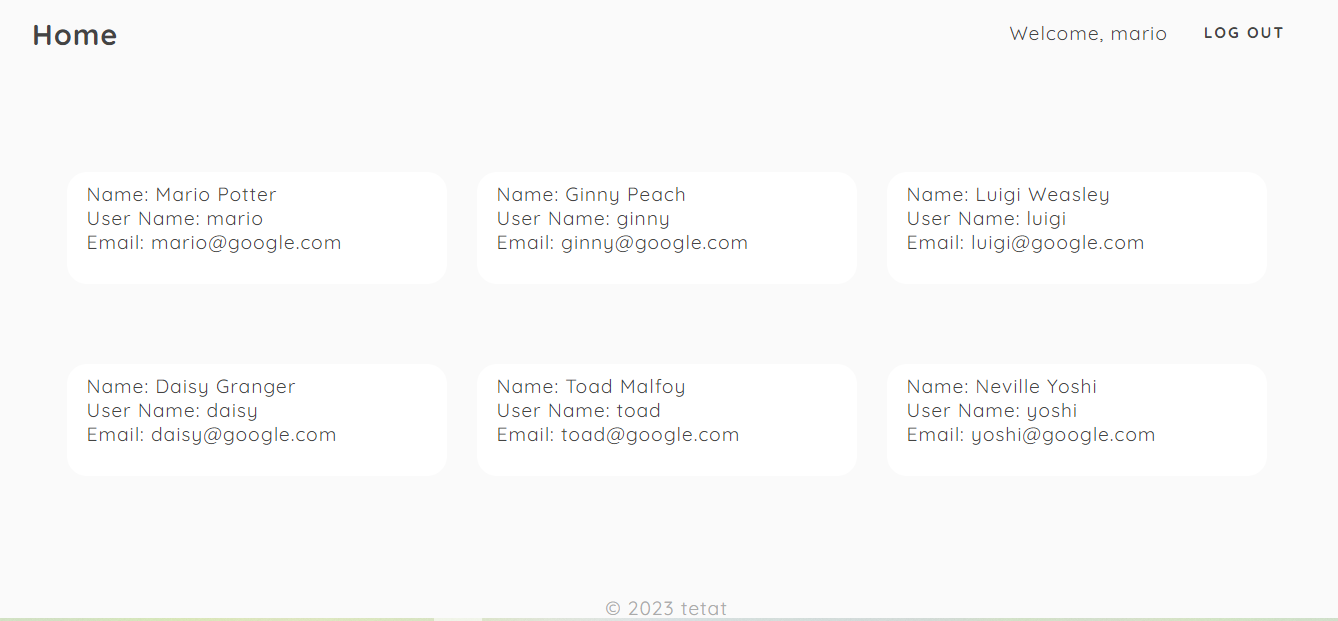 Home
Welcome, mario
LOG OUT
Name: Mario Potter
User Name: mario
Email: mario@google.com
Name: Ginny Peach
User Name: ginny
Email: ginny@google.com
Name: Luigi Weasley
User Name: luigi
Email: luigi@google.com
Name: Daisy Granger
User Name: daisy
Email: daisy@google.com
Name: Toad Malfoy
User Name: toad
Email: toad@google.com
Name: Neville Yoshi
User Name: yoshi
Email: yoshi@google.com
© 2023 tetat